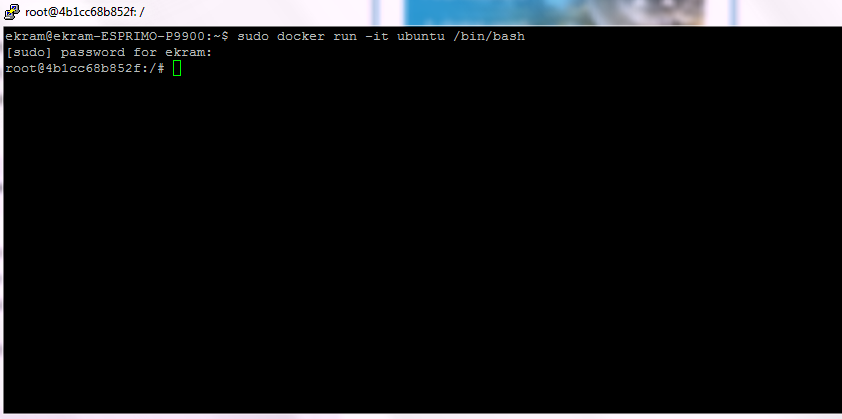 root@4b1cc68b852f: /
ekram@ekram-ESPRIMO-P9900:~$ sudo docker run -it ubuntu /bin/bash
[sudo] password for ekram:
root@4b1cc68b852f:/#